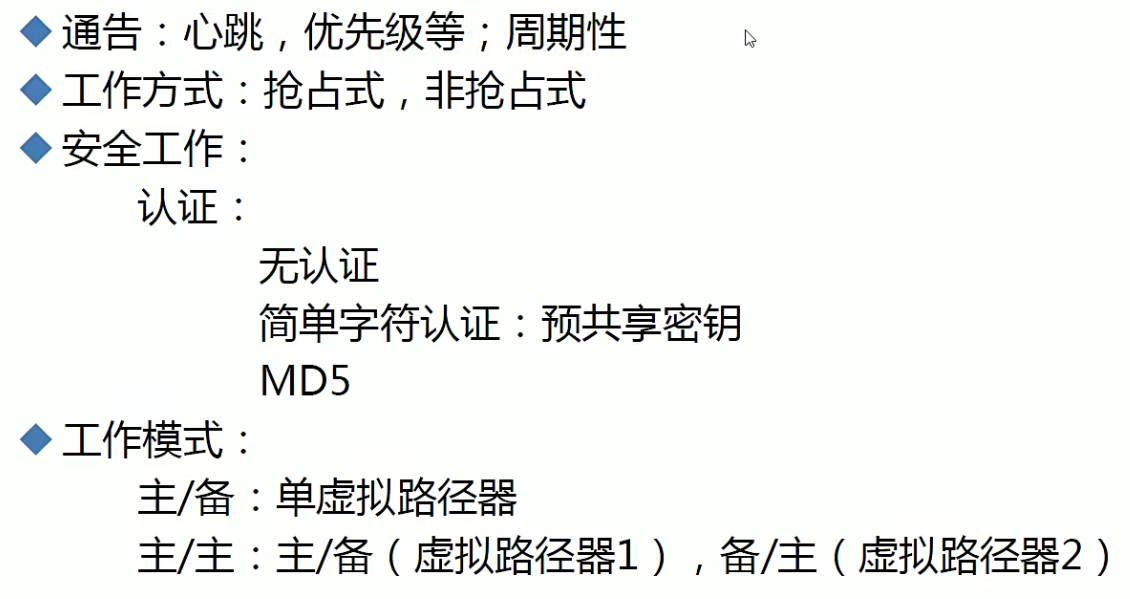 通告：心跳，优先级等；周期性
工作方式：抢占式，非抢占式
安全工作：
认证：
无认证
简单字符认证：预共享密钥
MD5
工作模式：
主/备：单虚拟路径器
主/主：主/备（虚拟路径器1），备/主（虚拟路径器2）